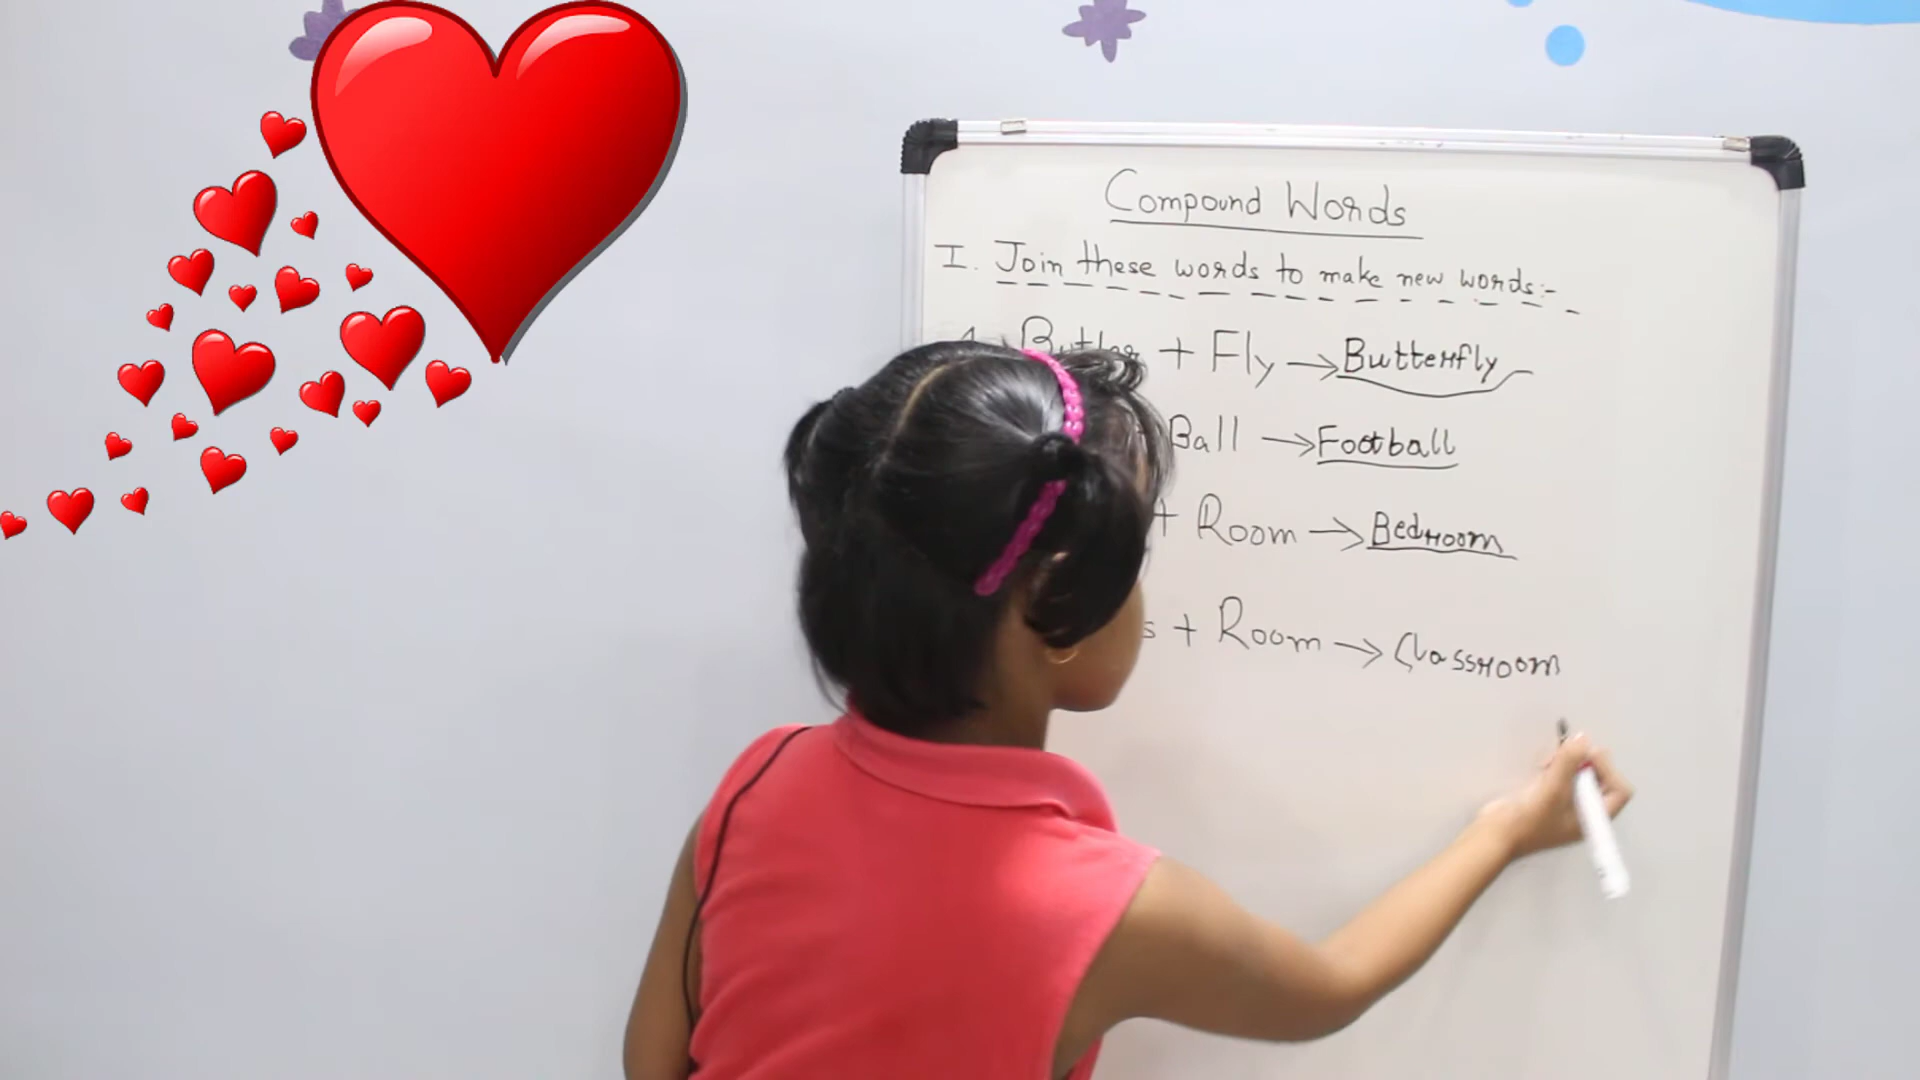 Compound Words
I. Join these words to make new words:-
Butter + Fly → Butterfly
Ball → Football
+ Room → Bedroom
s + Room → Classroom